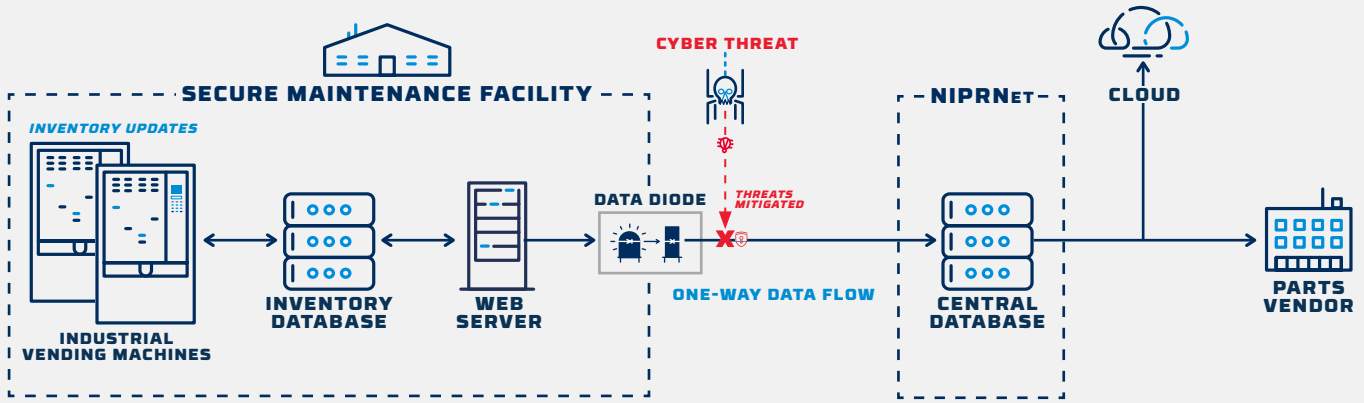 CYBER THREAT
SECURE MAINTENANCE FACILITY
NIPRNET
CLOUD
INVENTORY UPDATES
DATA DIODE
THREATS
MITIGATED
ONE-WAY DATA FLOW
INVENTORY
DATABASE
WEB
SERVER
CENTRAL
DATABASE
PARTS
VENDOR
INDUSTRIAL
VENDING MACHINES